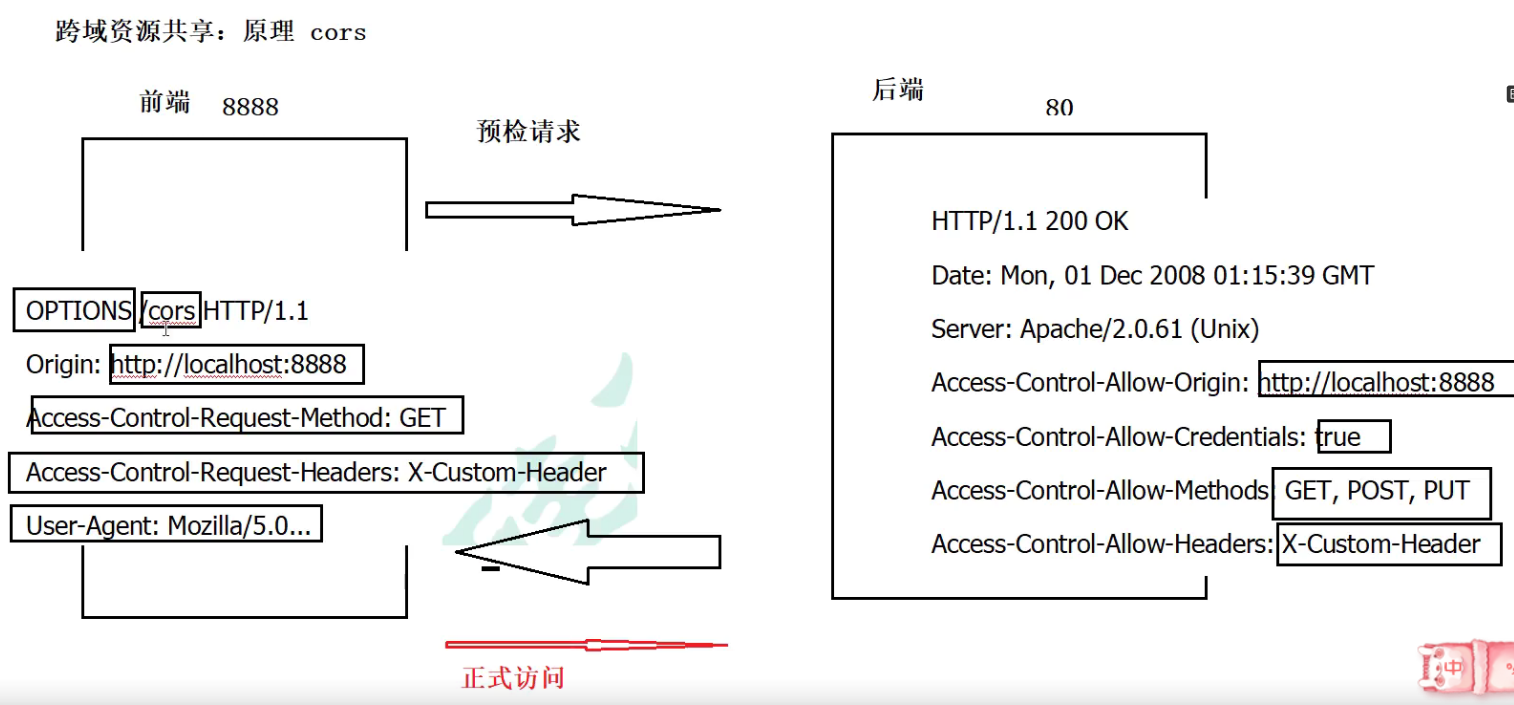 跨域资源共享：原理 cors
前端 8888
预检请求
后端 80
OPTIONS /cors HTTP/1.1
Origin: http://localhost:8888
Access-Control-Request-Method: GET
Access-Control-Request-Headers: X-Custom-Header
User-Agent: Mozilla/5.0...
HTTP/1.1 200 OK
Date: Mon, 01 Dec 2008 01:15:39 GMT
Server: Apache/2.0.61 (Unix)
Access-Control-Allow-Origin: http://localhost:8888
Access-Control-Allow-Credentials: true
Access-Control-Allow-Methods: GET, POST, PUT
Access-Control-Allow-Headers: X-Custom-Header
正式访问
中